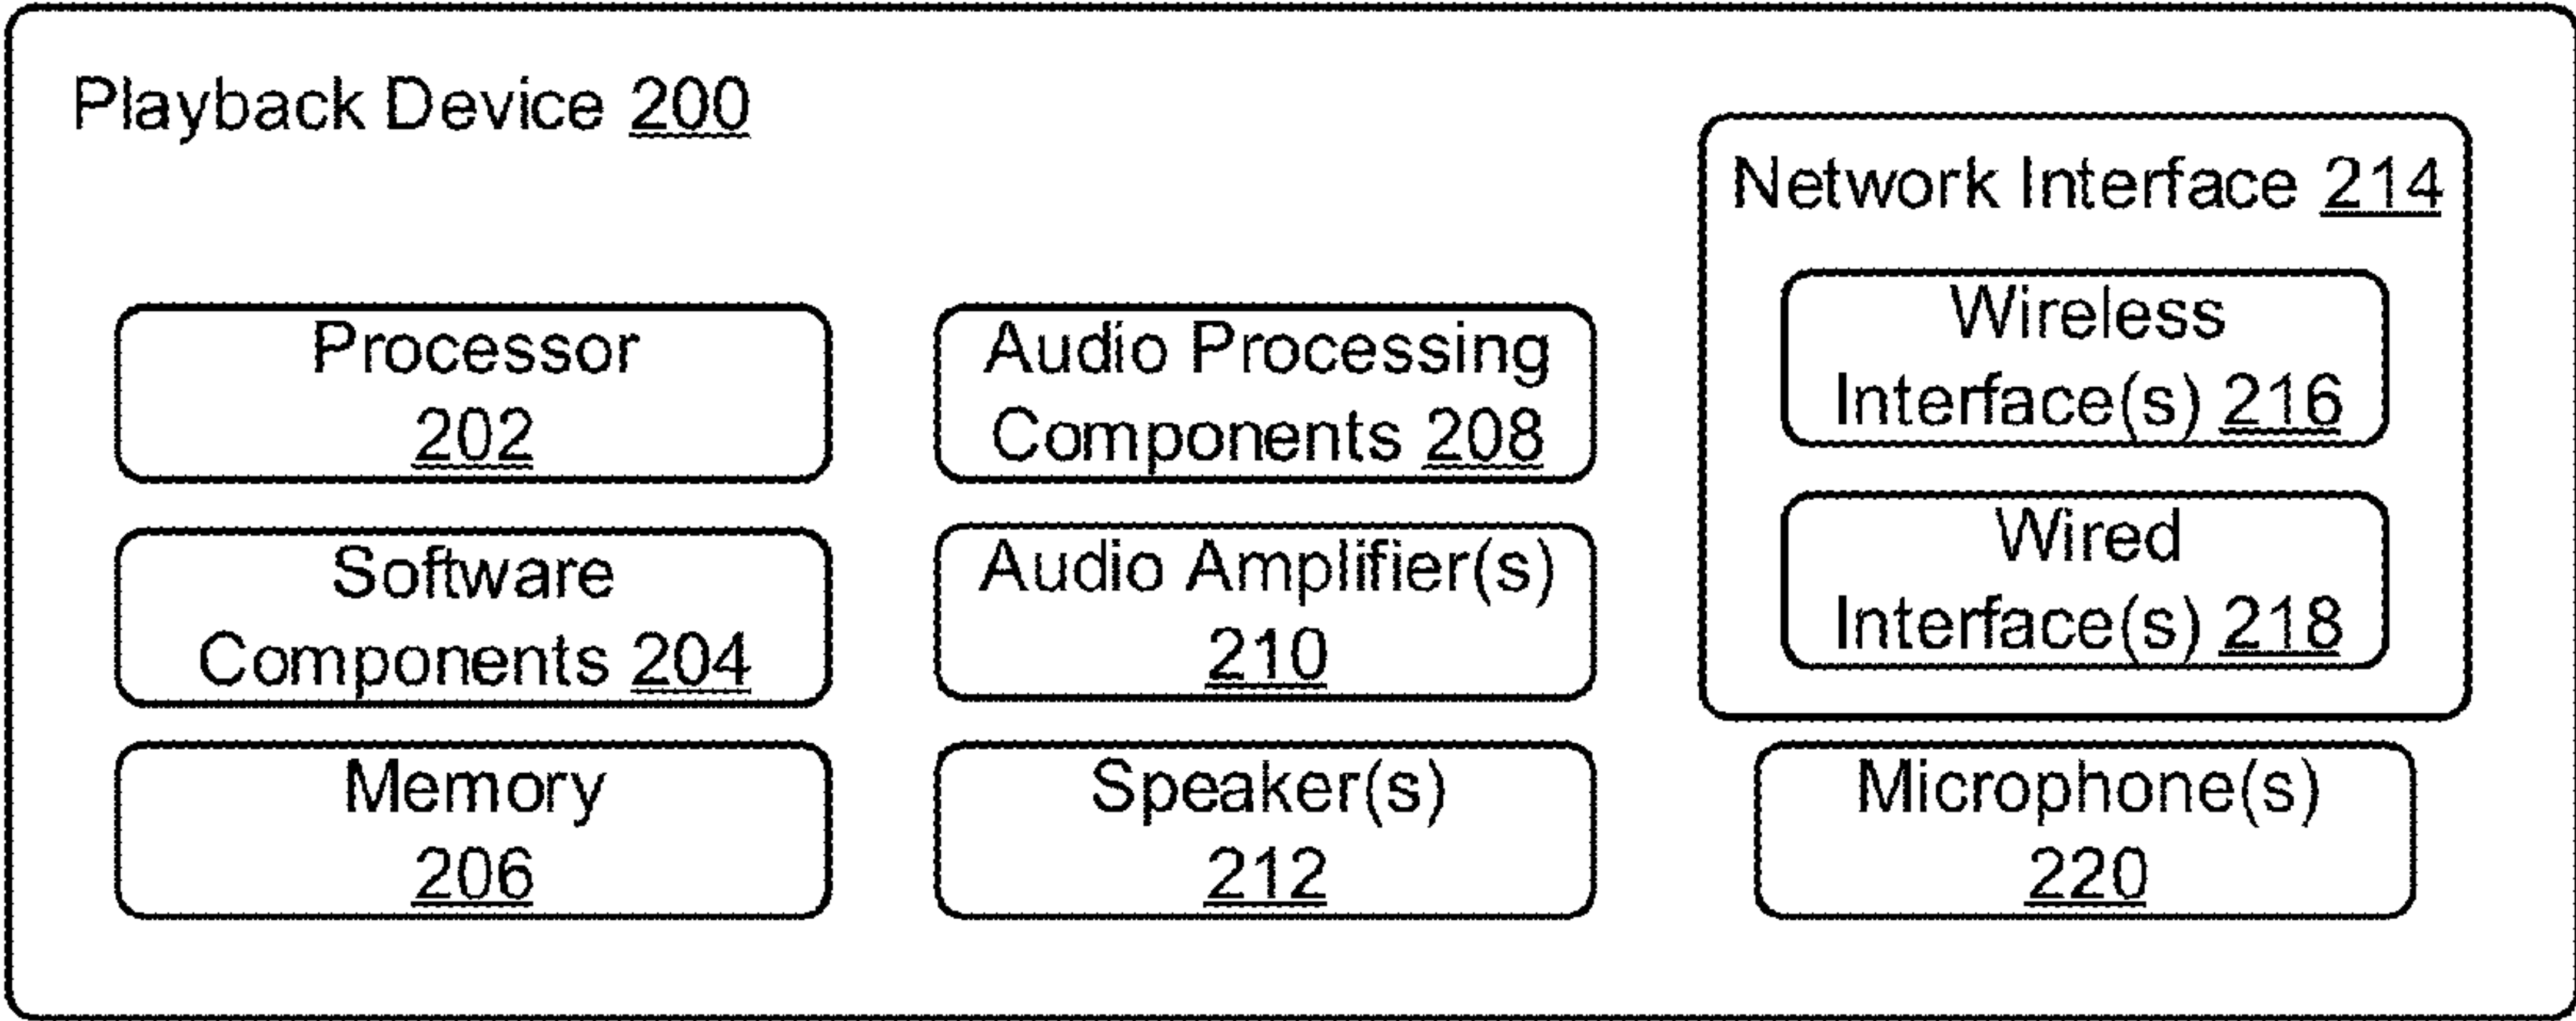 Playback Device 200
Processor
202
Software
Components 204
Memory
206
Audio Processing
Components 208
Audio Amplifier(s)
210
Speaker(s)
212
Network Interface 214
Wireless
Interface(s) 216
Wired
Interface(s) 218
Microphone(s)
220